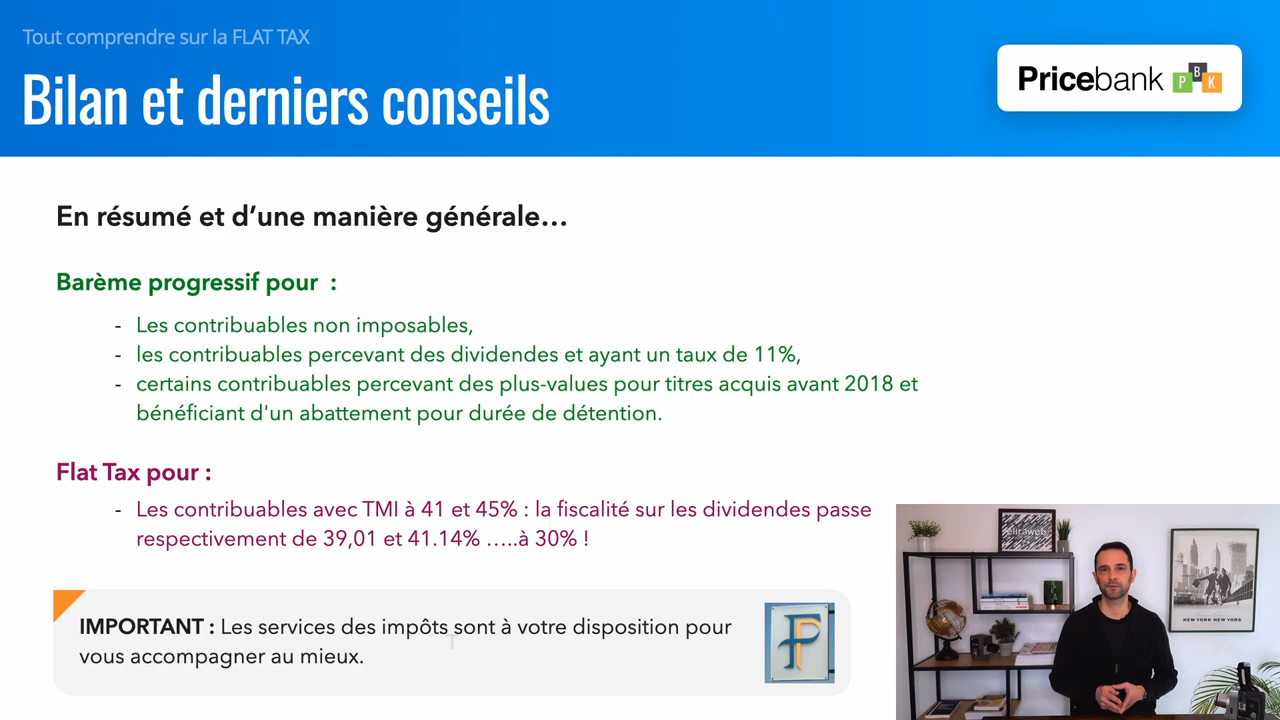 Tout comprendre sur la FLAT TAX
Bilan et derniers conseils
Pricebank PBK
En résumé et d’une manière générale…
Barème progressif pour :
- Les contribuables non imposables,
- les contribuables percevant des dividendes et ayant un taux de 11%,
- certains contribuables percevant des plus-values pour titres acquis avant 2018 et
bénéficiant d'un abattement pour durée de détention.
Flat Tax pour :
- Les contribuables avec TMI à 41 et 45% : la fiscalité sur les dividendes passe
respectivement de 39,01 et 41.14% …..à 30% !
IMPORTANT : Les services des impôts sont à votre disposition pour
vous accompagner au mieux.
NEW YORK NEW YORK